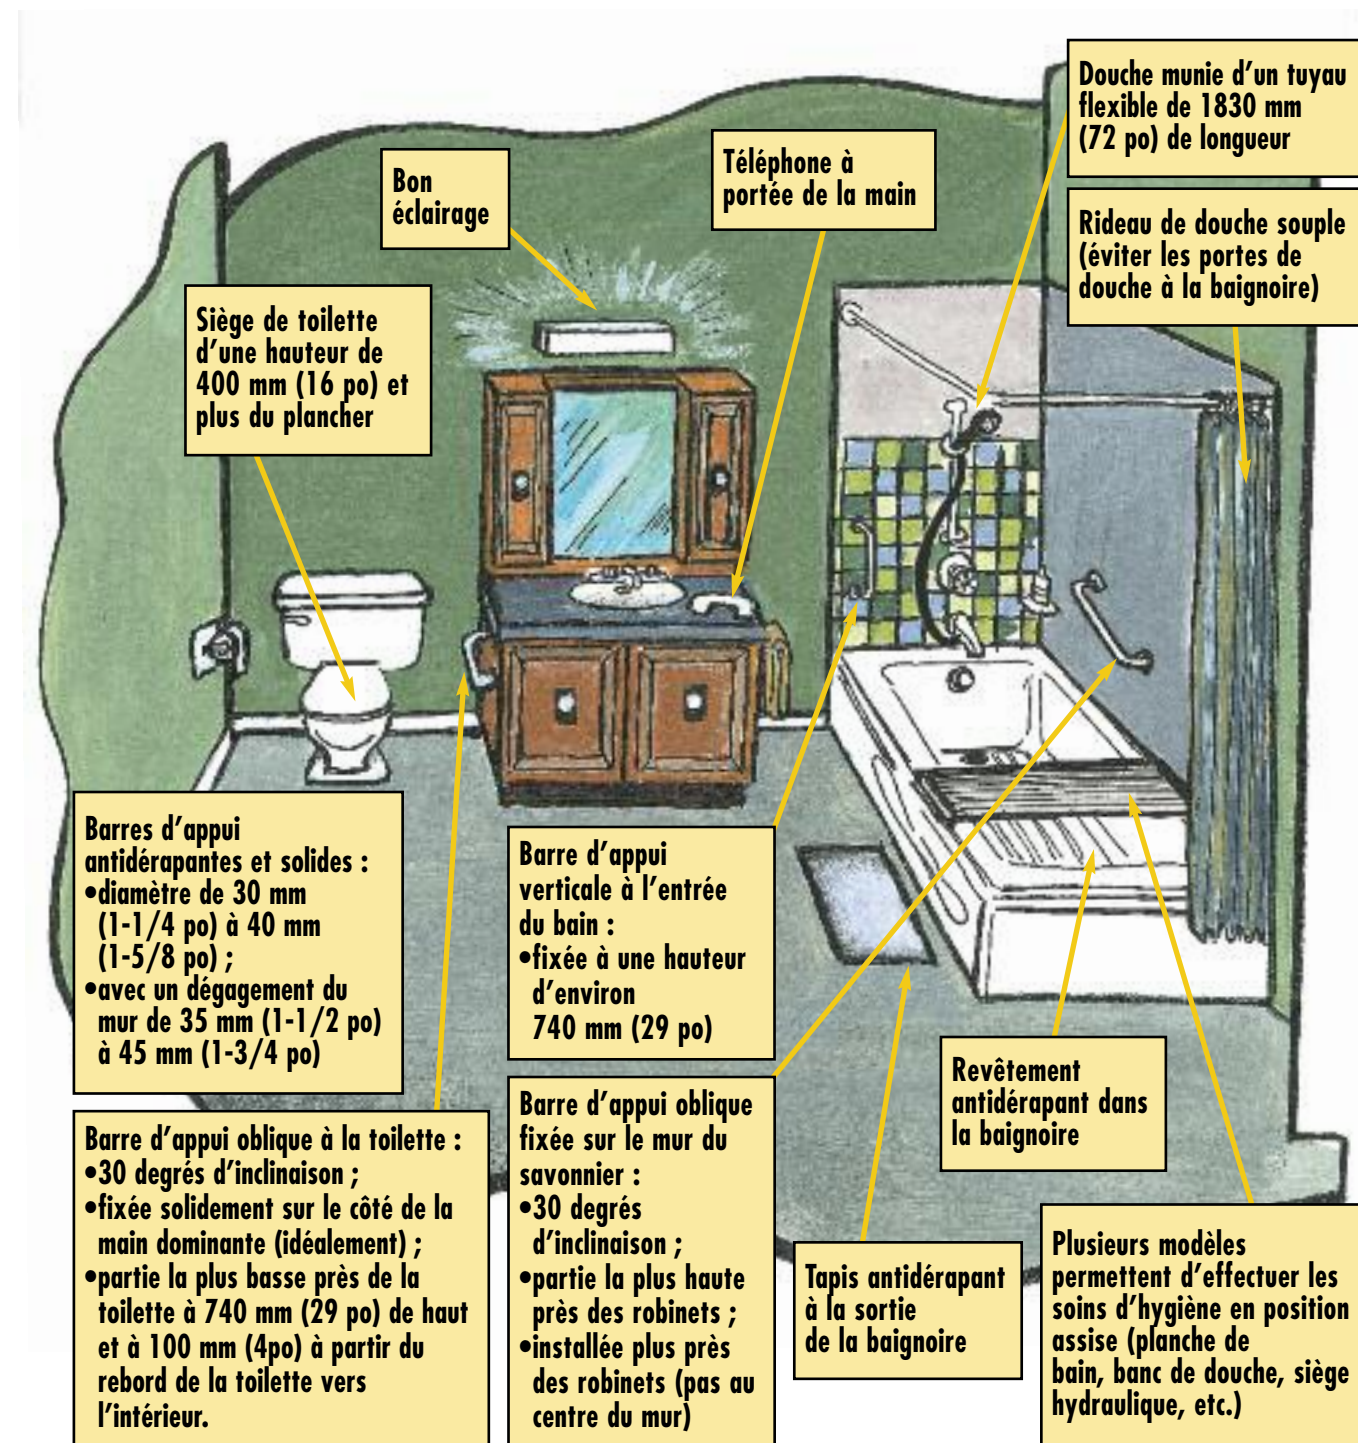 Douche munie d'un tuyau
flexible de 1830 mm
(72 po) de longueur
Téléphone à
portée de la main
Bon
éclairage
Rideau de douche souple
(éviter les portes de
douche à la baignoire)
Siège de toilette
d'une hauteur de
400 mm (16 po) et
plus du plancher
Barres d'appui
antidérapantes et solides :
•diamètre de 30 mm
(1-1/4 po) à 40 mm
(1-5/8 po) ;
•avec un dégagement du
mur de 35 mm (1-1/2 po)
à 45 mm (1-3/4 po)
Barre d'appui
verticale à l'entrée
du bain :
•fixée à une hauteur
d'environ
740 mm (29 po)
Revêtement
antidérapant dans
la baignoire
Barre d'appui oblique à la toilette :
•30 degrés d'inclinaison ;
•fixée solidement sur le côté de la
main dominante (idéalement) ;
•partie la plus basse près de la
toilette à 740 mm (29 po) de haut
et à 100 mm (4po) à partir du
rebord de la toilette vers
l'intérieur.
Barre d'appui oblique
fixée sur le mur du
savonnier :
•30 degrés
d'inclinaison ;
•partie la plus haute
près des robinets ;
•installée plus près
des robinets (pas au
centre du mur)
Tapis antidérapant
à la sortie
de la baignoire
Plusieurs modèles
permettent d'effectuer les
soins d'hygiène en position
assise (planche de
bain, banc de douche, siège
hydraulique, etc.)